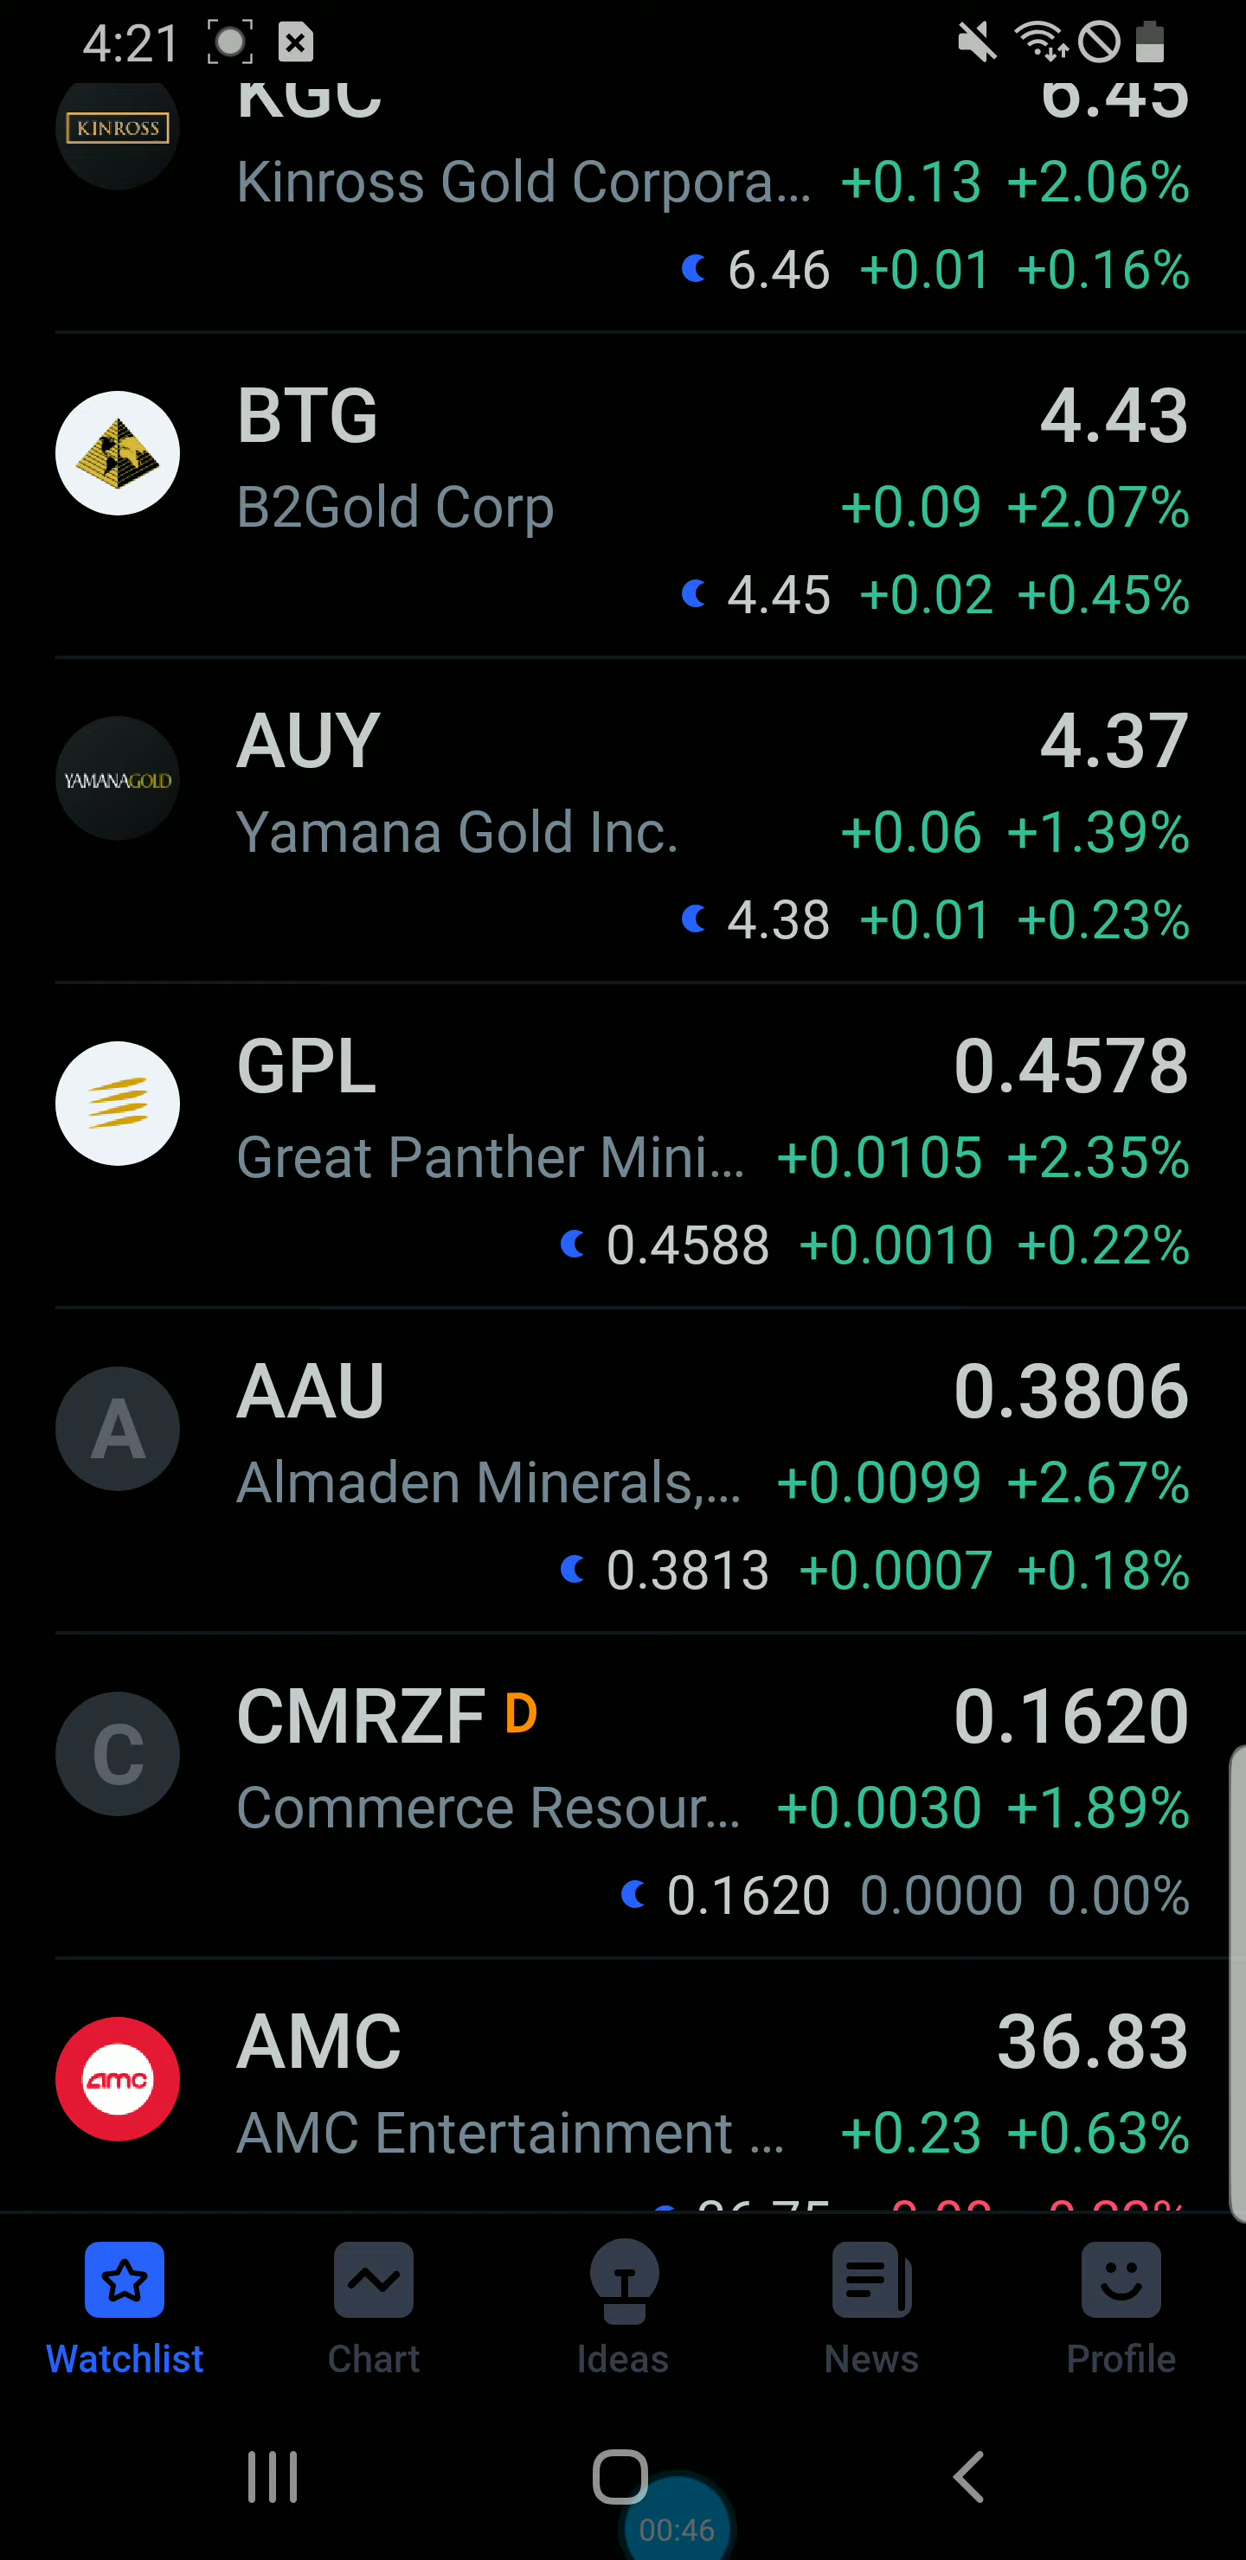 4:21
KGC 6.45
KINROSS
Kinross Gold Corpora... +0.13 +2.06%
6.46 +0.01 +0.16%
BTG 4.43
B2Gold Corp +0.09 +2.07%
4.45 +0.02 +0.45%
AUY 4.37
YAMANAGOLD
Yamana Gold Inc. +0.06 +1.39%
4.38 +0.01 +0.23%
GPL 0.4578
Great Panther Mini... +0.0105 +2.35%
0.4588 +0.0010 +0.22%
AAU 0.3806
A
Almaden Minerals,... +0.0099 +2.67%
0.3813 +0.0007 +0.18%
CMRZF D 0.1620
C
Commerce Resour... +0.0030 +1.89%
0.1620 0.0000 0.00%
AMC 36.83
amc
AMC Entertainment ... +0.23 +0.63%
Watchlist Chart Ideas News Profile
00:46